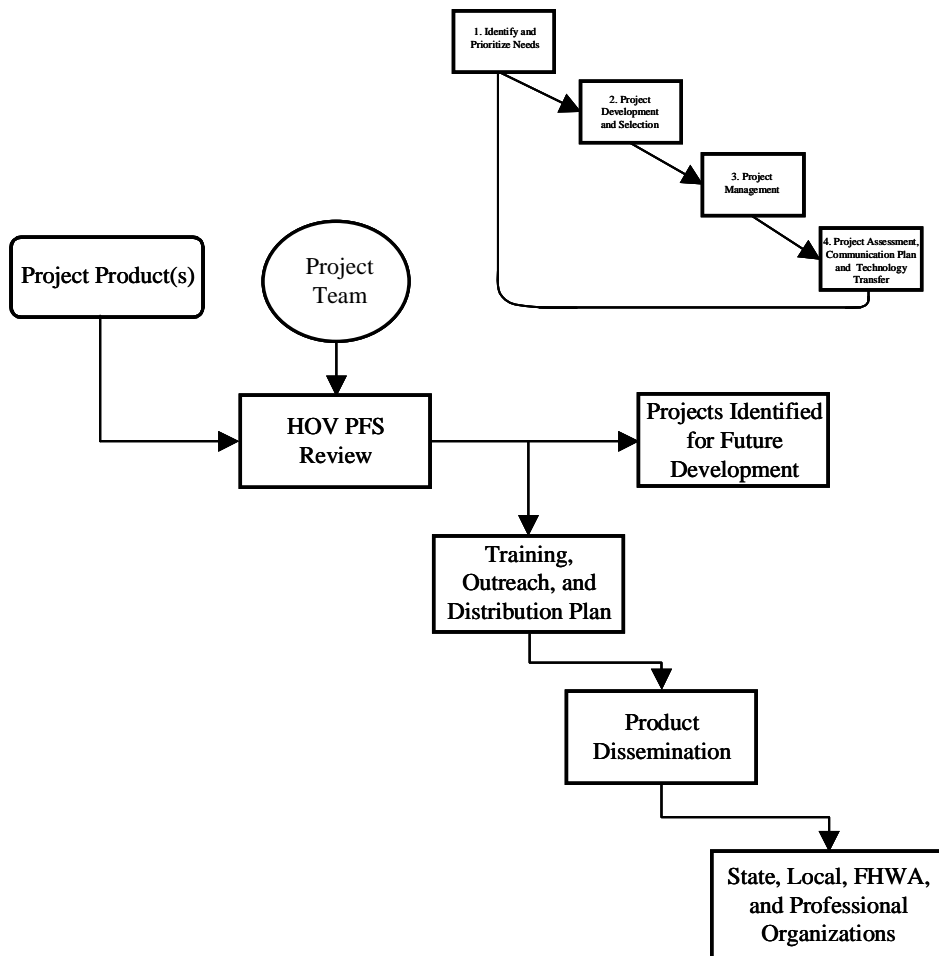 1. Identify and
Prioritize Needs
2. Project
Development
and Selection
3. Project
Management
4. Project Assessment,
Communication Plan
and Technology
Transfer
Project Product(s)
Project
Team
HOV PFS
Review
Projects Identified
for Future
Development
Training,
Outreach, and
Distribution Plan
Product
Dissemination
State, Local, FHWA,
and Professional
Organizations